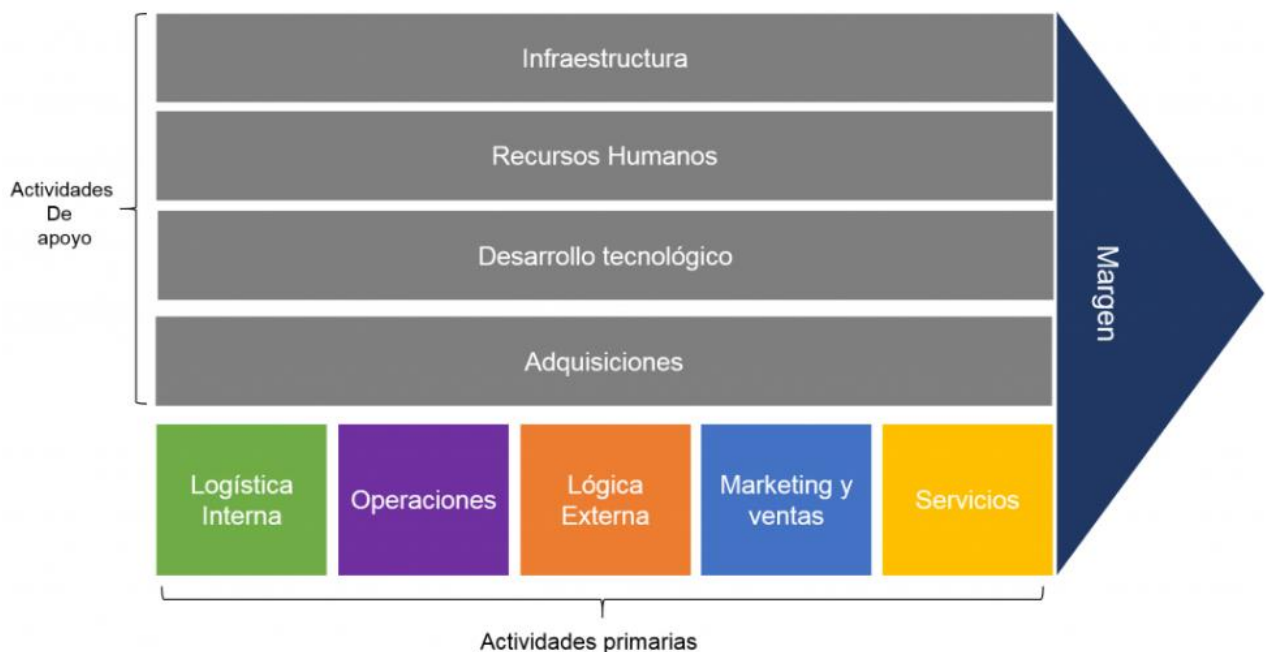 Infraestructura
Recursos Humanos
Actividades
De
apoyo
Desarrollo tecnológico
Margen
Adquisiciones
Logística
Interna
Operaciones
Lógica
Externa
Marketing y
ventas
Servicios
Actividades primarias